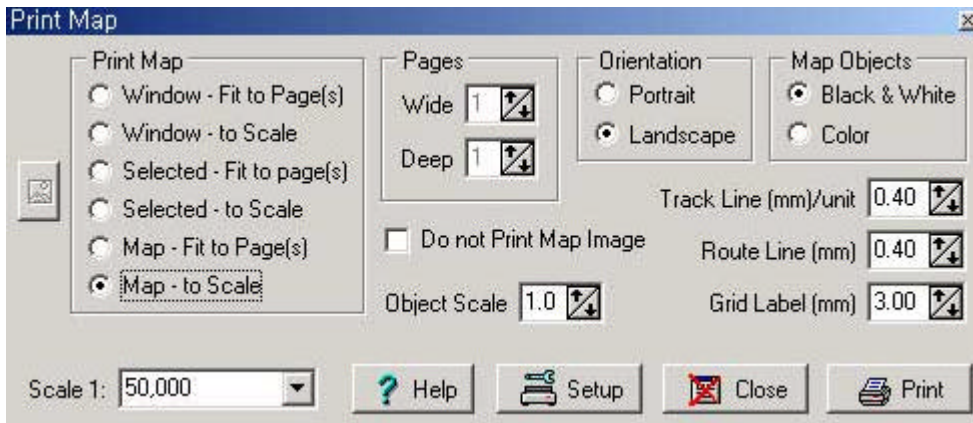 Print Map
Print Map
Window - Fit to Page(s)
Window - to Scale
Selected - Fit to page(s)
Selected - to Scale
Map - Fit to Page(s)
Map - to Scale
Pages
Wide 1
Deep 1
Orientation
Portrait
Landscape
Map Objects
Black & White
Color
Do not Print Map Image
Object Scale 1.0
Track Line (mm)/unit 0.40
Route Line (mm) 0.40
Grid Label (mm) 3.00
Scale 1: 50,000
? Help
Setup
Close
Print